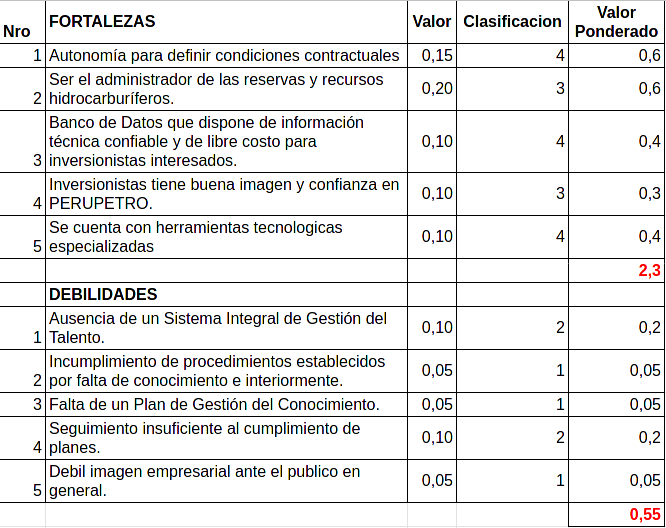 Nro FORTALEZAS Valor Clasificacion Valor
Ponderado
1 Autonomía para definir condiciones contractuales 0,15 4 0,6
Ser el administrador de las reservas y recursos
2 hidrocarburíferos. 0,20 3 0,6
Banco de Datos que dispone de información
técnica confiable y de libre costo para
3 inversionistas interesados. 0,10 4 0,4
Inversionistas tiene buena imagen y confianza en
4 PERUPETRO. 0,10 3 0,3
Se cuenta con herramientas tecnologicas
5 especializadas 0,10 4 0,4
2,3
DEBILIDADES
Ausencia de un Sistema Integral de Gestión del
1 Talento. 0,10 2 0,2
Incumplimiento de procedimientos establecidos
2 por falta de conocimiento e interiormente. 0,05 1 0,05
3 Falta de un Plan de Gestión del Conocimiento. 0,05 1 0,05
Seguimiento insuficiente al cumplimiento de
4 planes. 0,10 2 0,2
Debil imagen empresarial ante el publico en
5 general. 0,05 1 0,05
0,55